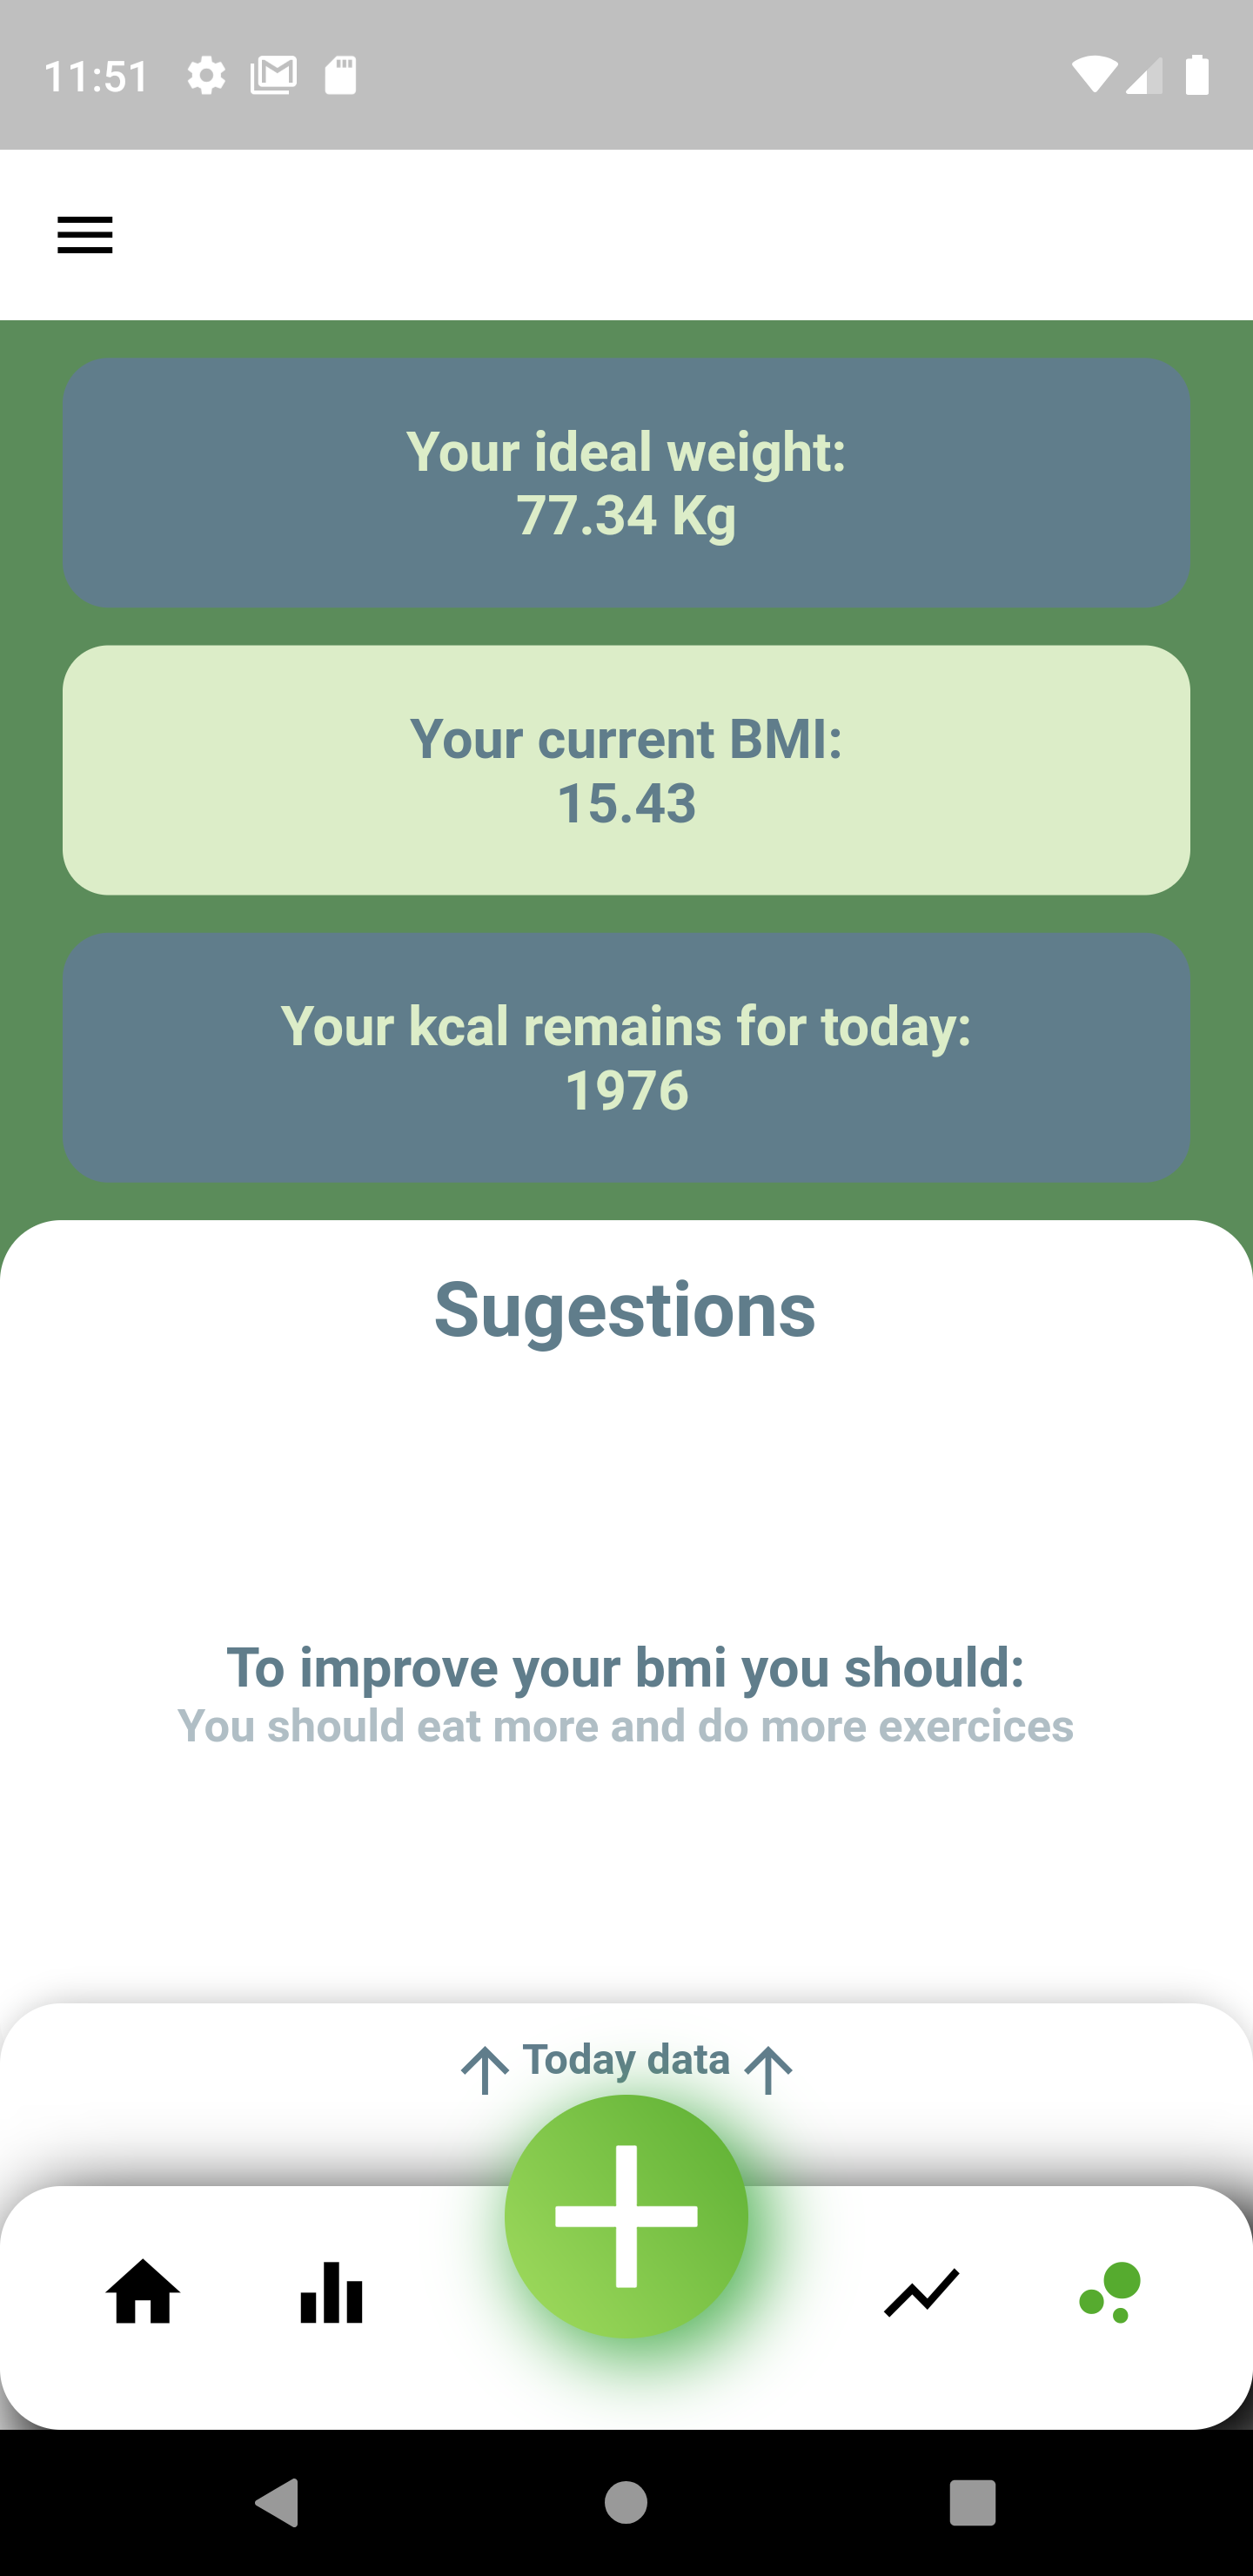 11:51
Your ideal weight:
77.34 Kg
Your current BMI:
15.43
Your kcal remains for today:
1976
Sugestions
To improve your bmi you should:
You should eat more and do more exercices
Today data